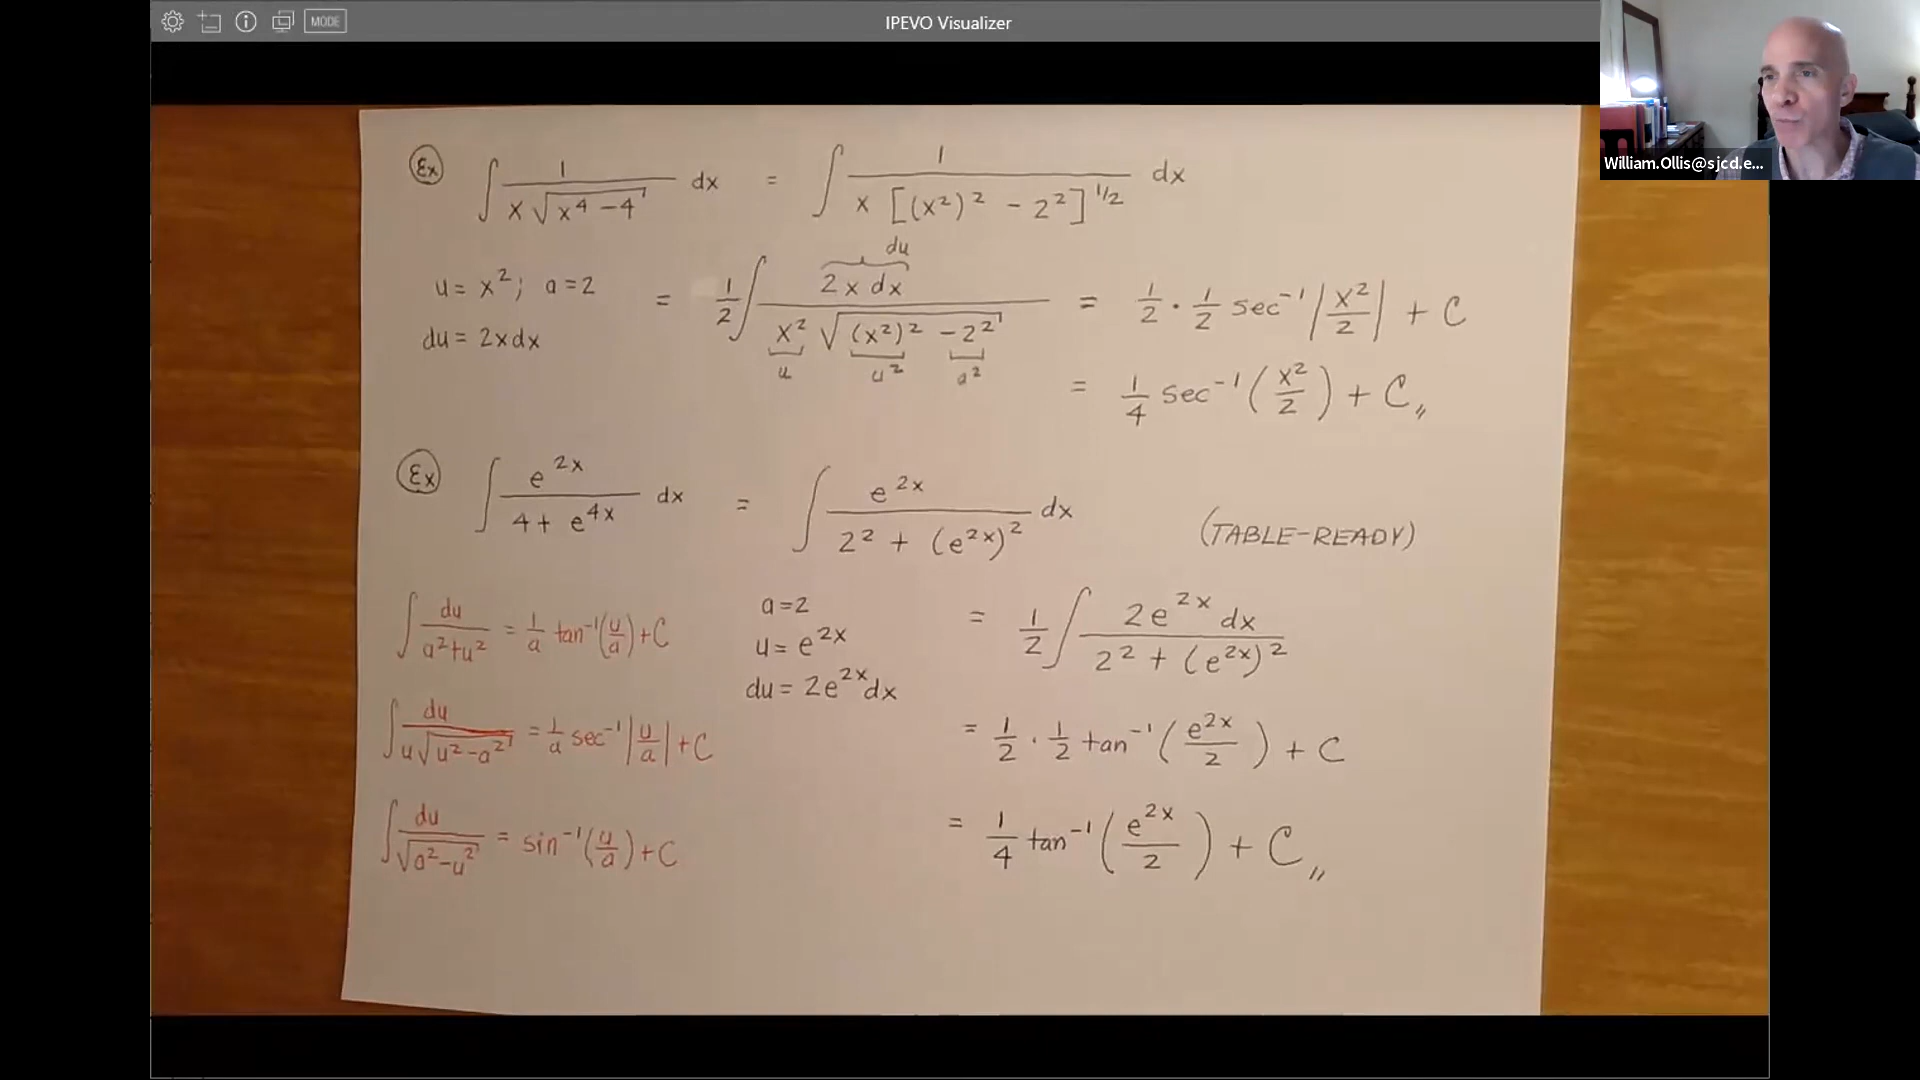 MODE
IPEVO Visualizer
William.Ollis@sjcd.e...
Ex ∫ 1/(x√(x⁴ - 4)) dx = ∫ 1/(x [(x²)² - 2²]^(1/2)) dx
u = x²; a = 2
du = 2x dx
du
= 1/2 ∫ 2x dx / (x² √((x²)² - 2²)) = 1/2 · 1/2 sec⁻¹|x²/2| + C
u u² a²
= 1/4 sec⁻¹(x²/2) + C,,
Ex ∫ e^(2x)/(4 + e^(4x)) dx = ∫ e^(2x)/(2² + (e^(2x))²) dx (TABLE-READY)
∫ du/(a²+u²) = 1/a tan⁻¹(u/a) + C
∫ du/(u√(u²-a²)) = 1/a sec⁻¹|u/a| + C
∫ du/√(a²-u²) = sin⁻¹(u/a) + C
a = 2
u = e^(2x)
du = 2e^(2x) dx
= 1/2 ∫ 2e^(2x) dx / (2² + (e^(2x))²)
= 1/2 · 1/2 tan⁻¹(e^(2x)/2) + C
= 1/4 tan⁻¹(e^(2x)/2) + C,,